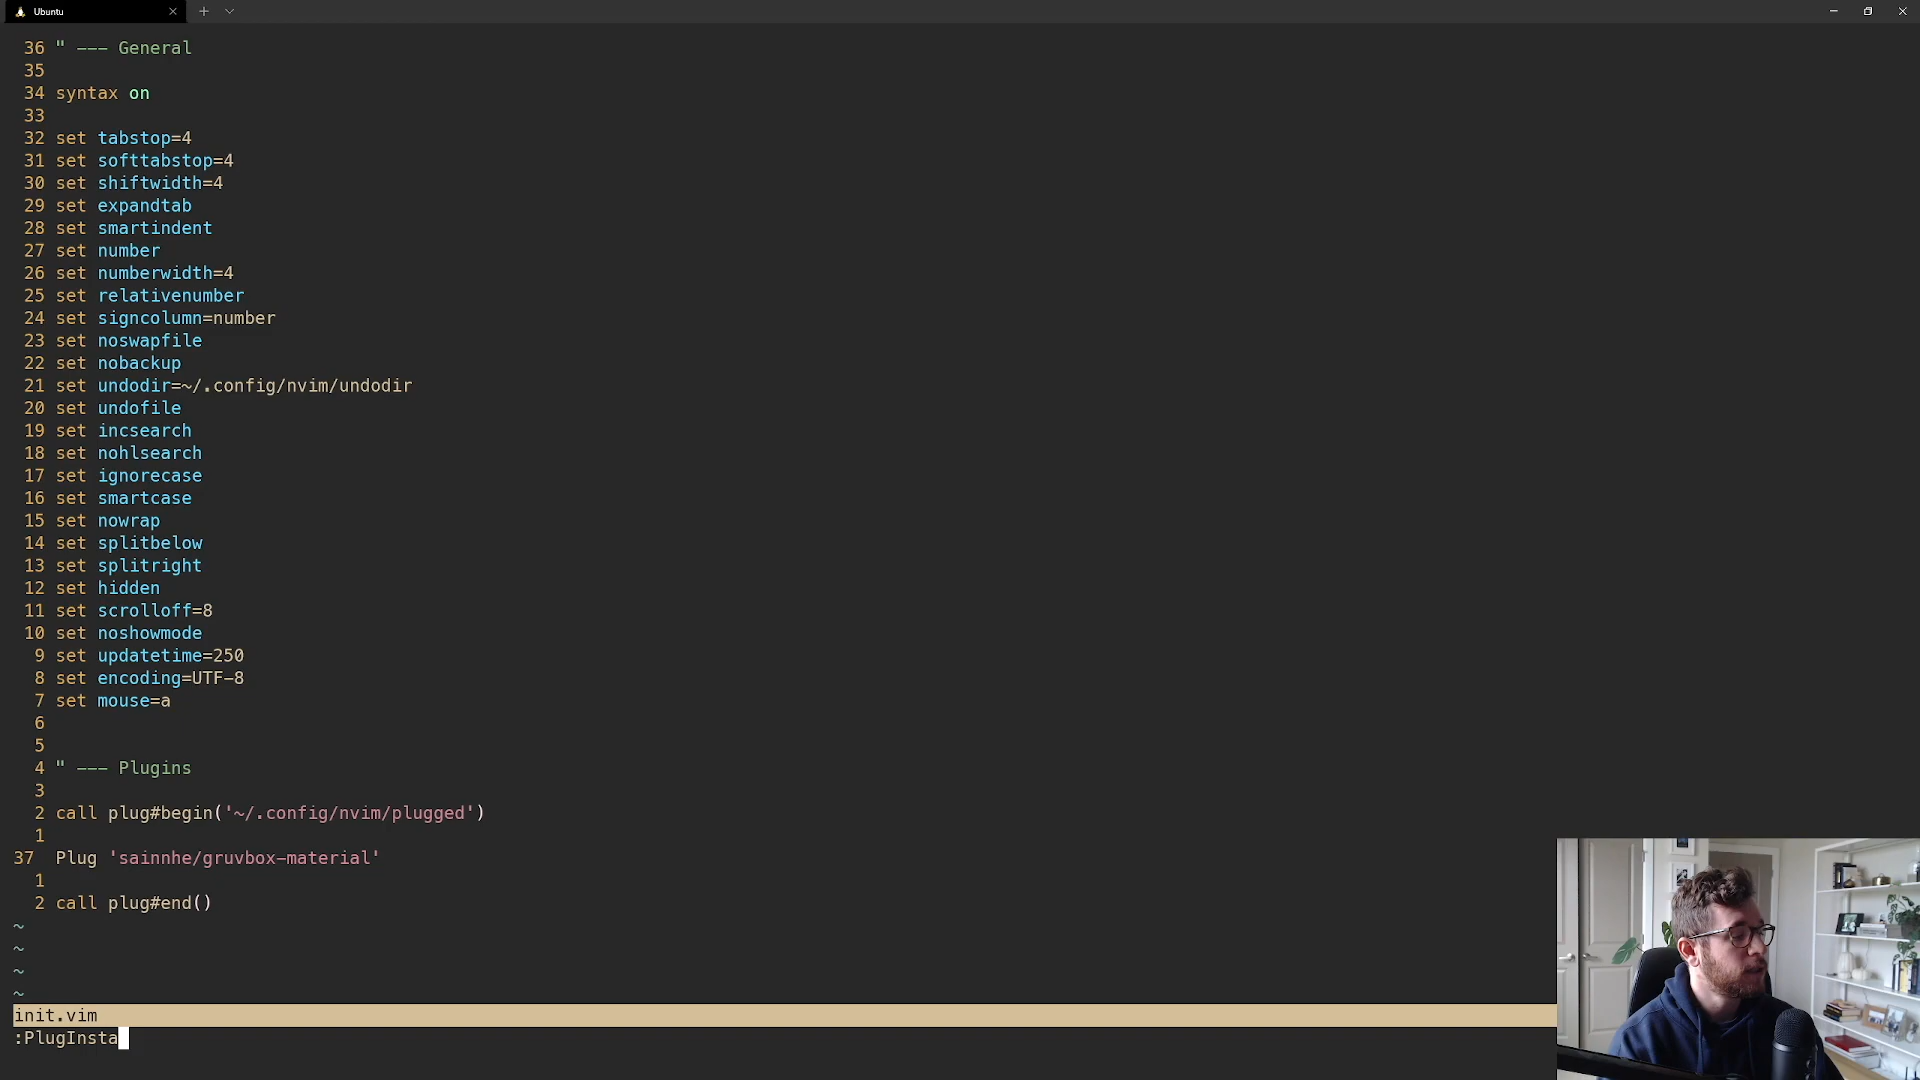 Ubuntu
36 " --- General
35
34 syntax on
33
32 set tabstop=4
31 set softtabstop=4
30 set shiftwidth=4
29 set expandtab
28 set smartindent
27 set number
26 set numberwidth=4
25 set relativenumber
24 set signcolumn=number
23 set noswapfile
22 set nobackup
21 set undodir=~/.config/nvim/undodir
20 set undofile
19 set incsearch
18 set nohlsearch
17 set ignorecase
16 set smartcase
15 set nowrap
14 set splitbelow
13 set splitright
12 set hidden
11 set scrolloff=8
10 set noshowmode
9 set updatetime=250
8 set encoding=UTF-8
7 set mouse=a
6
5
4 " --- Plugins
3
2 call plug#begin('~/.config/nvim/plugged')
1
37 Plug 'sainnhe/gruvbox-material'
1
2 call plug#end()
~
~
~
~
init.vim
:PlugInsta